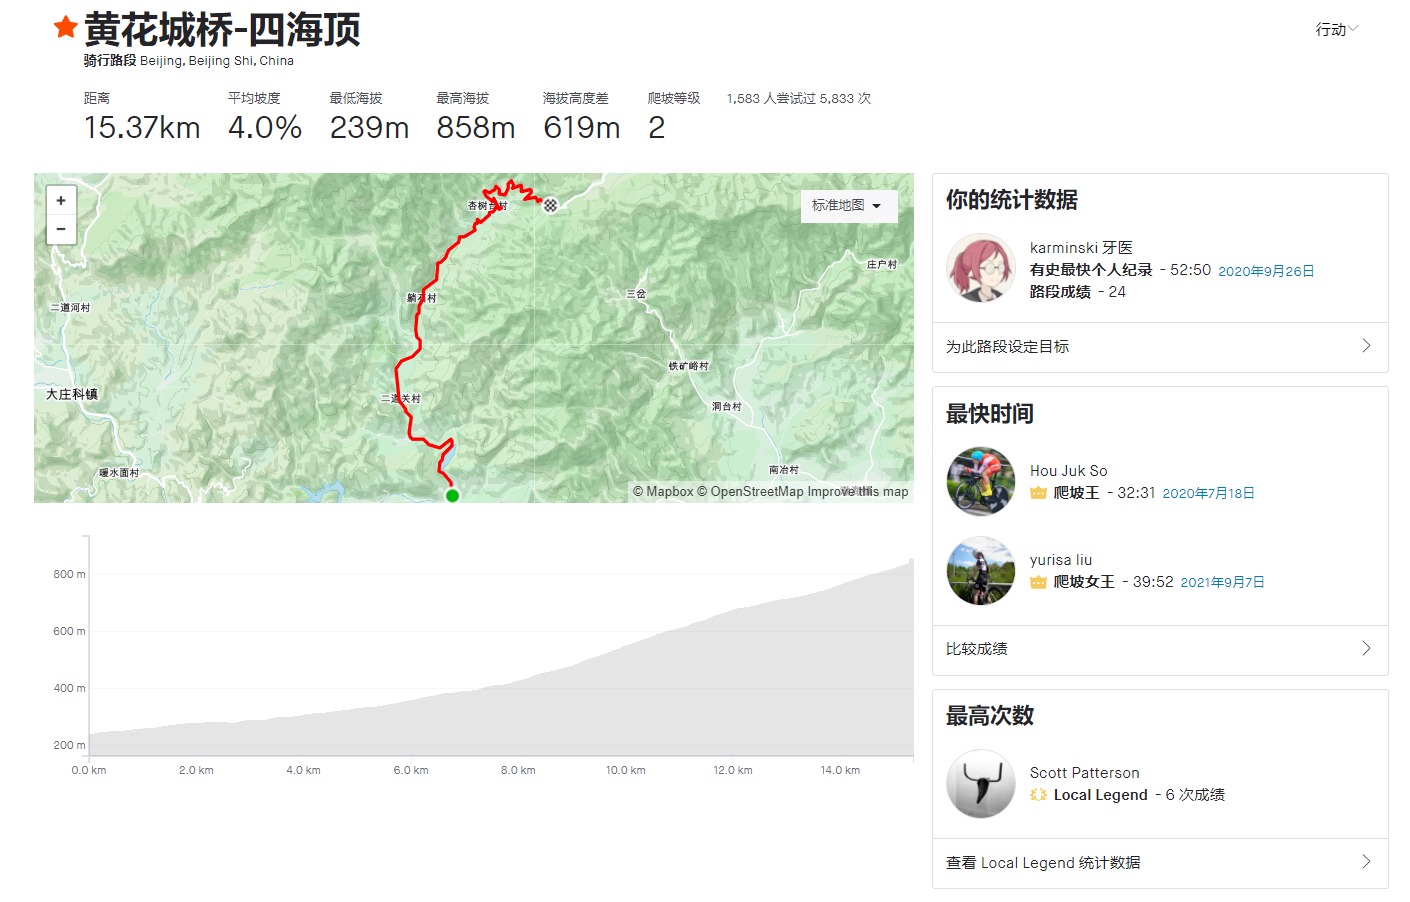 黄花城桥-四海顶
行动
骑行路段 Beijing, Beijing Shi, China
距离 平均坡度 最低海拔 最高海拔 海拔高度差 爬坡等级 1,583 人尝试过 5,833 次
15.37km 4.0% 239m 858m 619m 2
+
−
标准地图
杏树台村
庄户村
躺石村
三岔
二道河村
铁矿峪村
大庄科镇
二道关村
洞台村
暖水面村
南冶村
© Mapbox © OpenStreetMap Improve this map
800 m
600 m
400 m
200 m
0.0 km 2.0 km 4.0 km 6.0 km 8.0 km 10.0 km 12.0 km 14.0 km
你的统计数据
karminski 牙医
有史最快个人纪录 - 52:50 2020年9月26日
路段成绩 - 24
为此路段设定目标
最快时间
Hou Juk So
爬坡王 - 32:31 2020年7月18日
yurisa liu
爬坡女王 - 39:52 2021年9月7日
比较成绩
最高次数
Scott Patterson
Local Legend - 6 次成绩
查看 Local Legend 统计数据